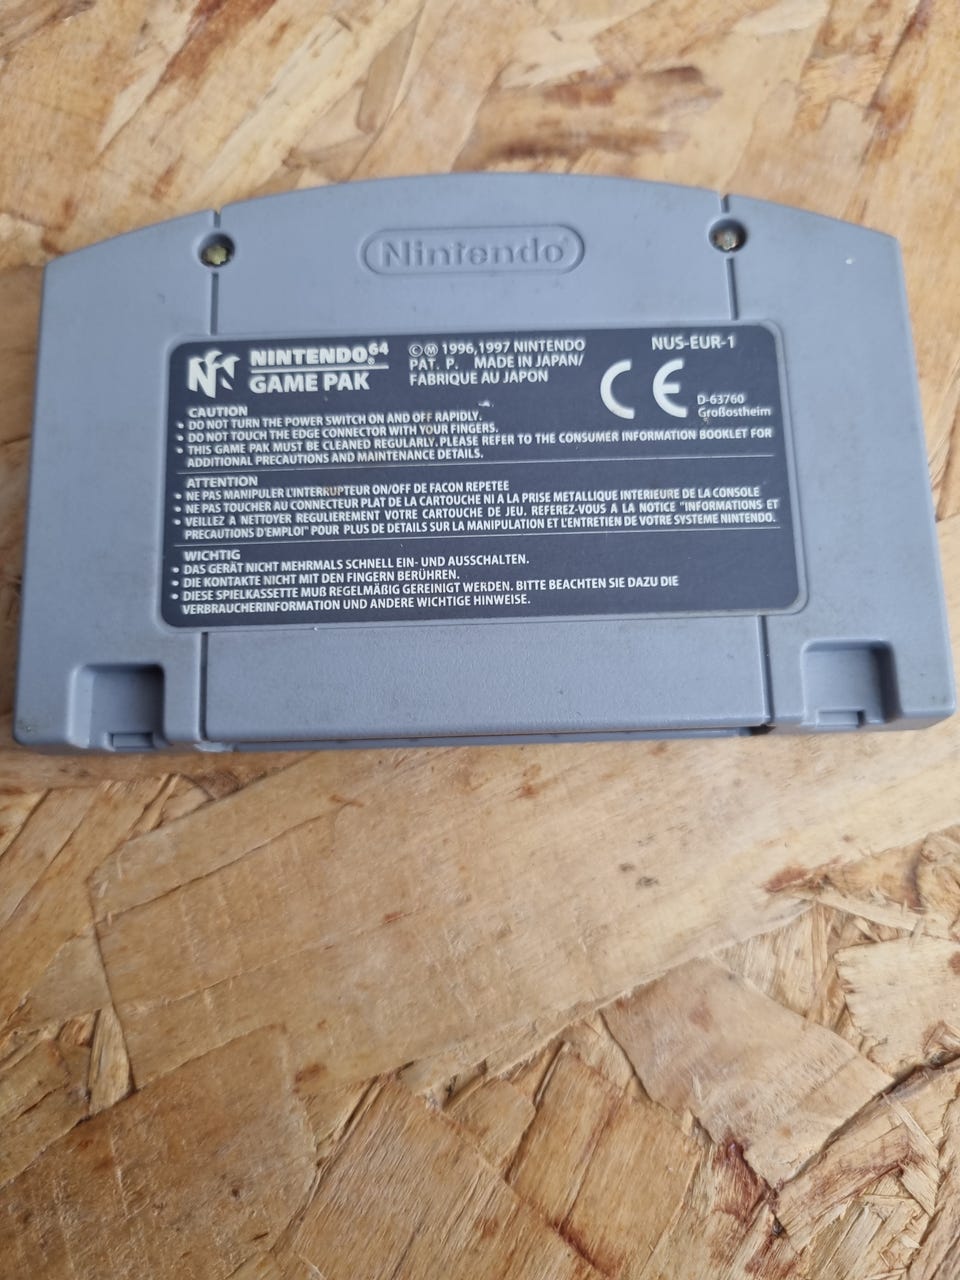 Nintendo®
NINTENDO®64
GAME PAK
©Ⓜ 1996,1997 NINTENDO
PAT. P. MADE IN JAPAN/
FABRIQUE AU JAPON
NUS-EUR-1
CE
D-63760
Großostheim
CAUTION
• DO NOT TURN THE POWER SWITCH ON AND OFF RAPIDLY.
• DO NOT TOUCH THE EDGE CONNECTOR WITH YOUR FINGERS.
• THIS GAME PAK MUST BE CLEANED REGULARLY. PLEASE REFER TO THE CONSUMER INFORMATION BOOKLET FOR
ADDITIONAL PRECAUTIONS AND MAINTENANCE DETAILS.
ATTENTION
• NE PAS MANIPULER L'INTERRUPTEUR ON/OFF DE FACON REPETEE
• NE PAS TOUCHER AU CONNECTEUR PLAT DE LA CARTOUCHE NI A LA PRISE METALLIQUE INTERIEURE DE LA CONSOLE
• VEILLEZ A NETTOYER REGULIEREMENT VOTRE CARTOUCHE DE JEU. REFEREZ-VOUS A LA NOTICE "INFORMATIONS ET
PRECAUTIONS D'EMPLOI" POUR PLUS DE DETAILS SUR LA MANIPULATION ET L'ENTRETIEN DE VOTRE SYSTEME NINTENDO.
WICHTIG
• DAS GERÄT NICHT MEHRMALS SCHNELL EIN- UND AUSSCHALTEN.
• DIE KONTAKTE NICHT MIT DEN FINGERN BERÜHREN.
• DIESE SPIELKASSETTE MUß REGELMÄßIG GEREINIGT WERDEN. BITTE BEACHTEN SIE DAZU DIE
VERBRAUCHERINFORMATION UND ANDERE WICHTIGE HINWEISE.